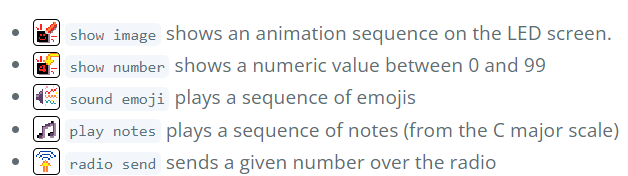 show image shows an animation sequence on the LED screen.
show number shows a numeric value between 0 and 99
sound emoji plays a sequence of emojis
play notes plays a sequence of notes (from the C major scale)
radio send sends a given number over the radio